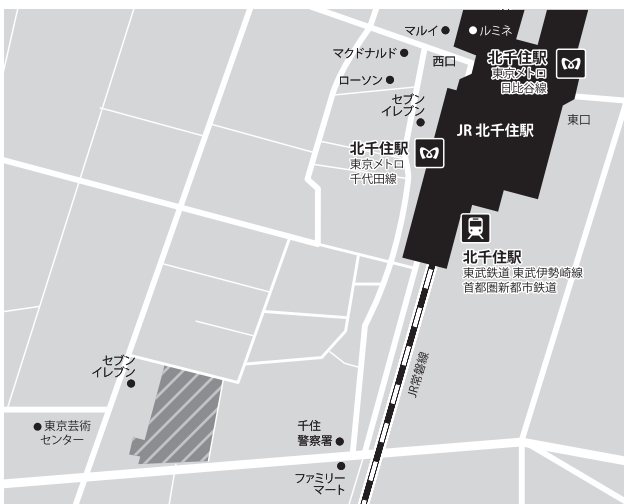 マルイ
ルミネ
マクドナルド
西口
北千住駅
東京メトロ
日比谷線
ローソン
セブン
イレブン
JR 北千住駅
東口
北千住駅
東京メトロ
千代田線
北千住駅
東武鉄道 東武伊勢崎線
首都圏新都市鉄道
JR常磐線
セブン
イレブン
東京芸術
センター
千住
警察署
ファミリー
マート